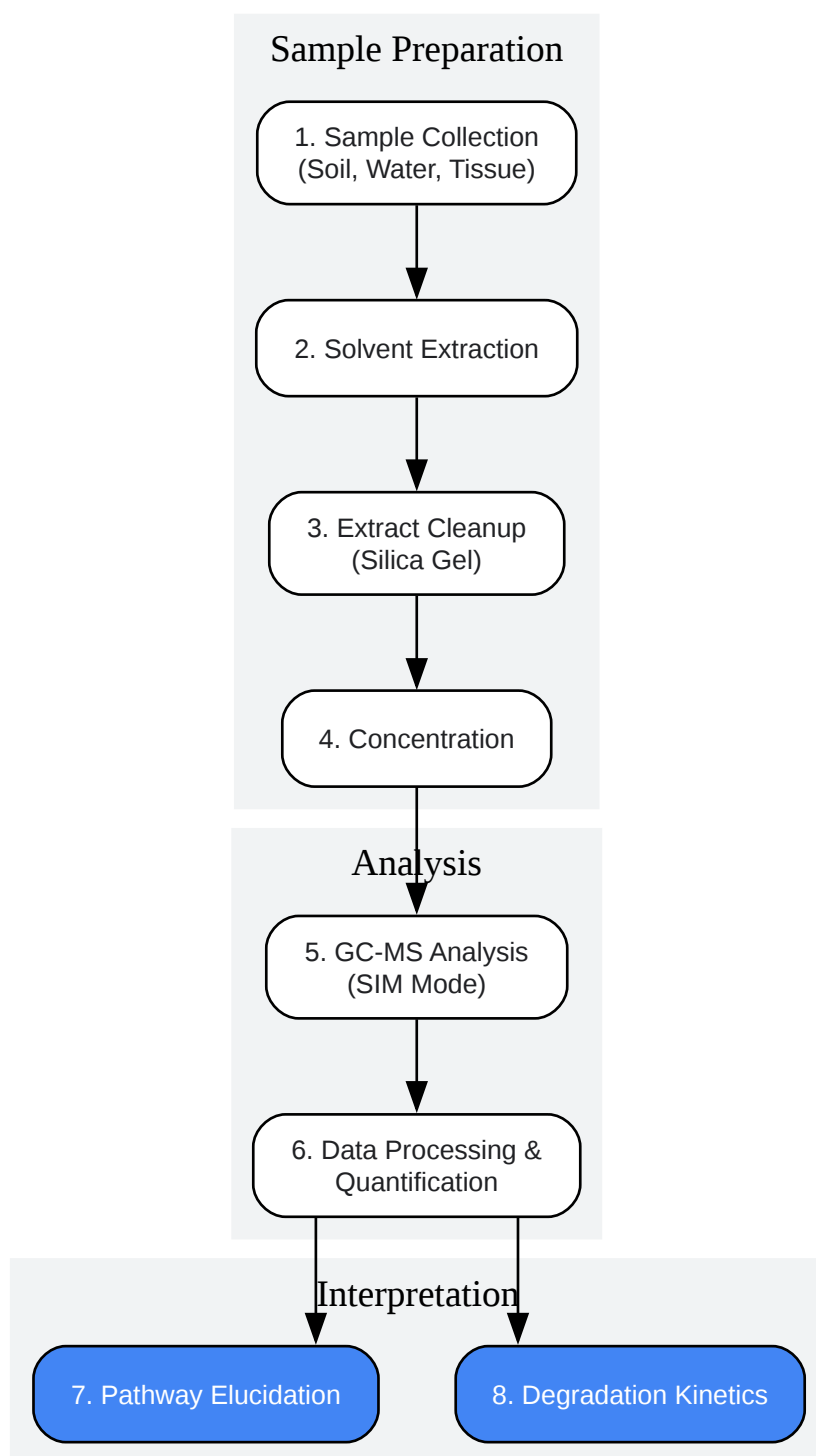 Sample Preparation
1. Sample Collection
(Soil, Water, Tissue)
2. Solvent Extraction
3. Extract Cleanup
(Silica Gel)
4. Concentration
Analysis
5. GC-MS Analysis
(SIM Mode)
6. Data Processing &
Quantification
Interpretation
7. Pathway Elucidation
8. Degradation Kinetics